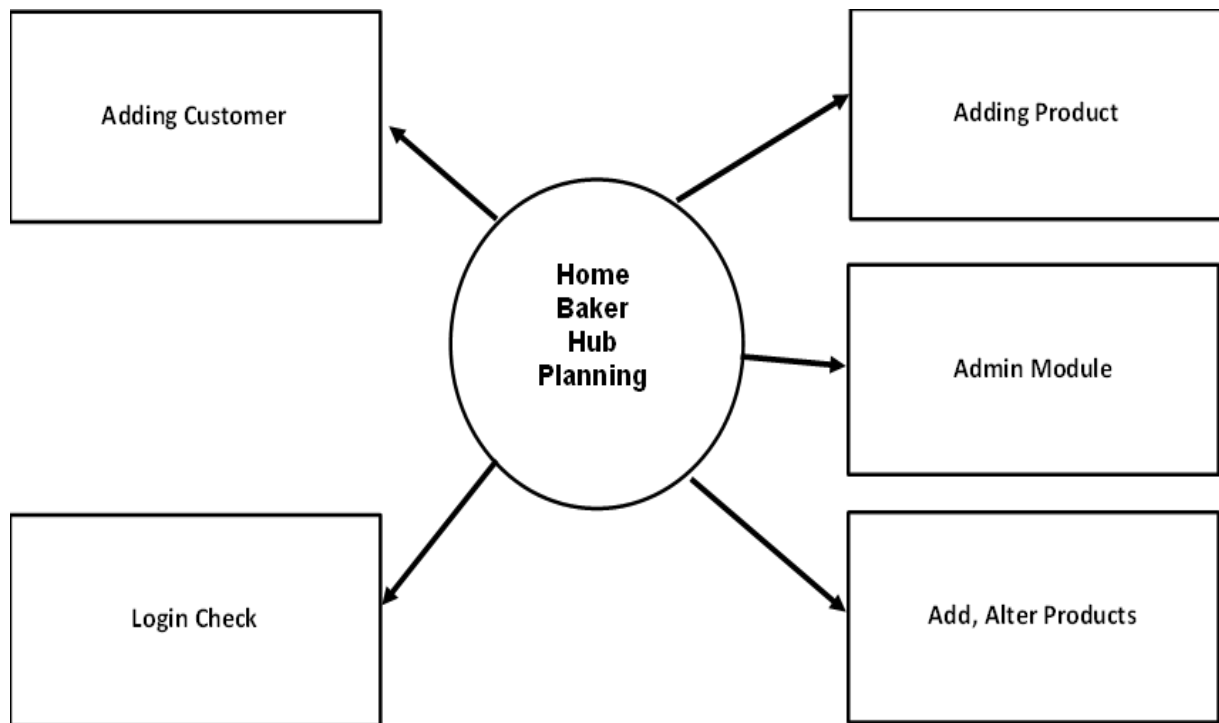 Adding Customer
Adding Product
Home
Baker
Hub
Planning
Admin Module
Login Check
Add, Alter Products